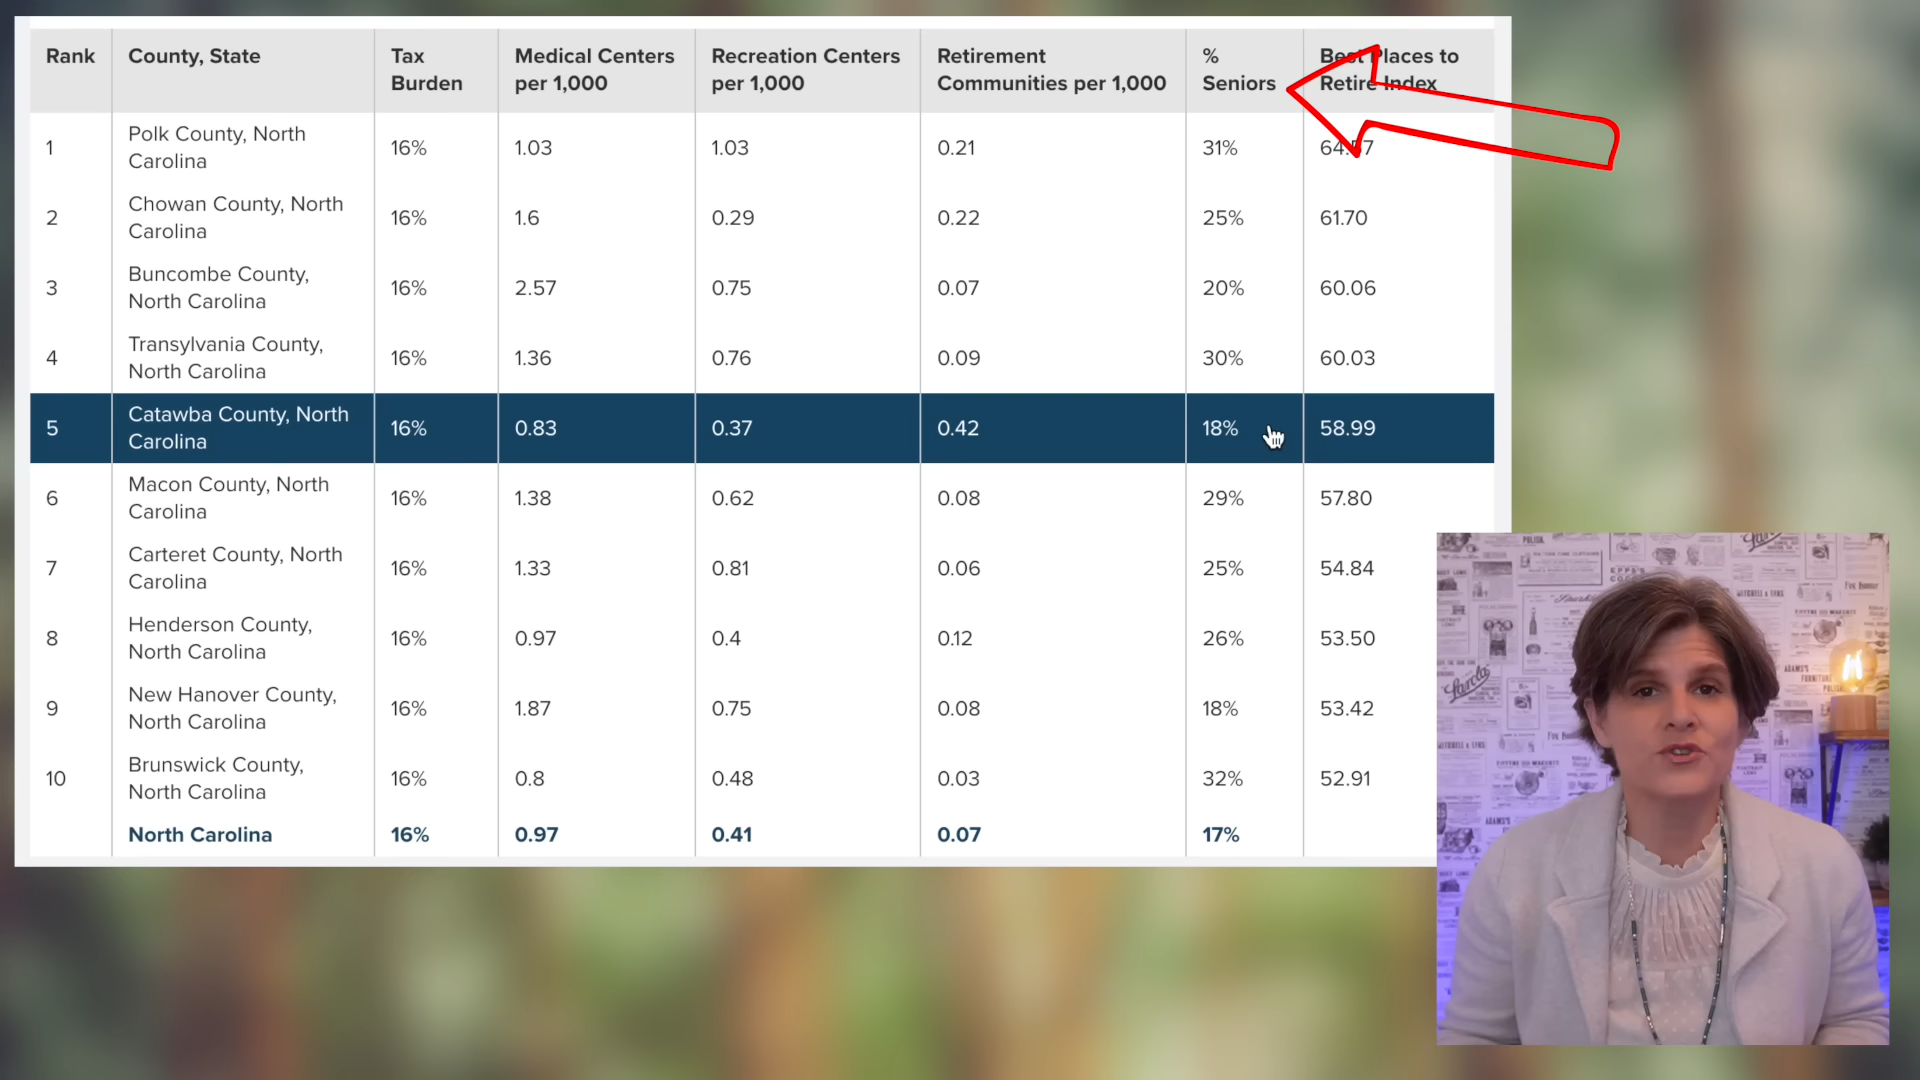 Rank
County, State
Tax
Burden
Medical Centers
per 1,000
Recreation Centers
per 1,000
Retirement
Communities per 1,000
%
Seniors
Best Places to
Retire Index
1
Polk County, North
Carolina
16%
1.03
1.03
0.21
31%
2
Chowan County, North
Carolina
16%
1.6
0.29
0.22
25%
61.70
3
Buncombe County,
North Carolina
16%
2.57
0.75
0.07
20%
60.06
4
Transylvania County,
North Carolina
16%
1.36
0.76
0.09
30%
60.03
5
Catawba County, North
Carolina
16%
0.83
0.37
0.42
18%
58.99
6
Macon County, North
Carolina
16%
1.38
0.62
0.08
29%
57.80
7
Carteret County, North
Carolina
16%
1.33
0.81
0.06
25%
54.84
8
Henderson County,
North Carolina
16%
0.97
0.4
0.12
26%
53.50
9
New Hanover County,
North Carolina
16%
1.87
0.75
0.08
18%
53.42
10
Brunswick County,
North Carolina
16%
0.8
0.48
0.03
32%
52.91
North Carolina
16%
0.97
0.41
0.07
17%